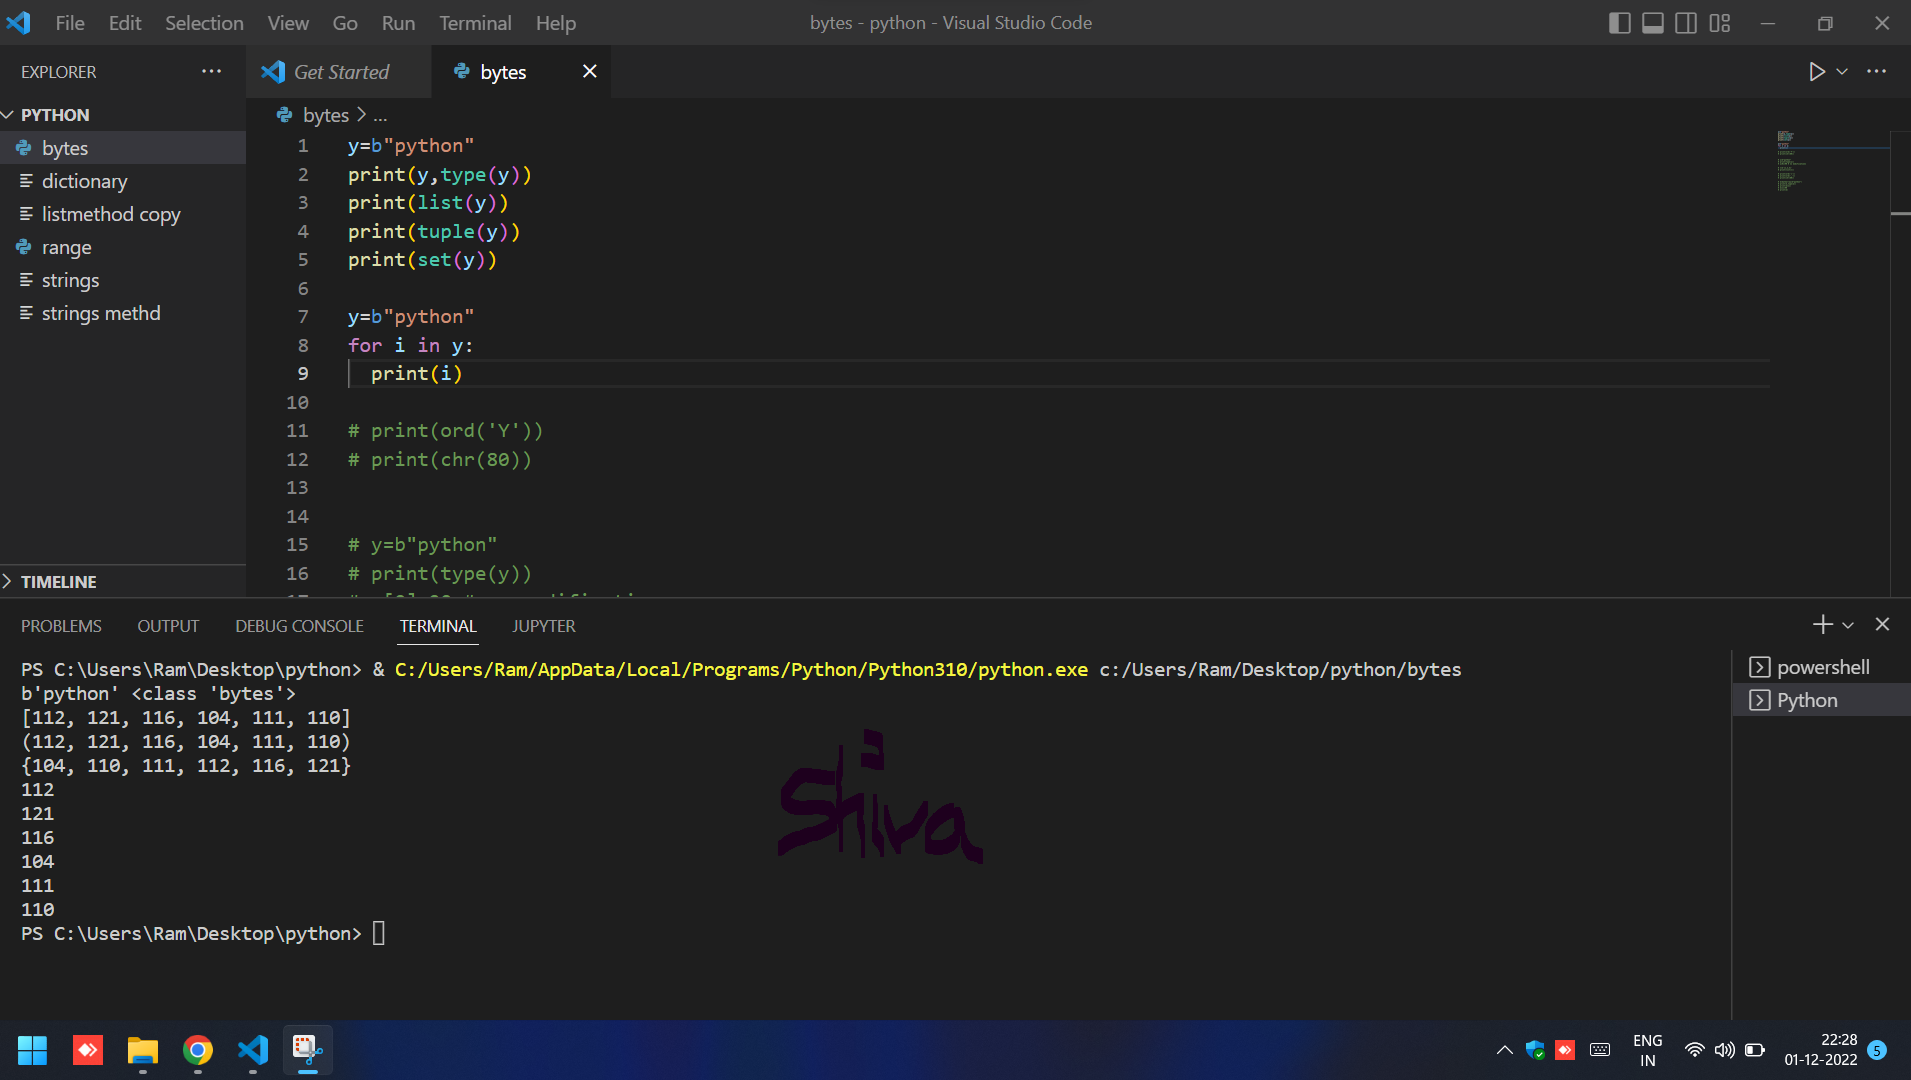 File Edit Selection View Go Run Terminal Help bytes - python - Visual Studio Code
EXPLORER
Get Started
bytes
PYTHON
bytes
dictionary
listmethod copy
range
strings
strings methd
TIMELINE
bytes > ...
1 y=b"python"
2 print(y,type(y))
3 print(list(y))
4 print(tuple(y))
5 print(set(y))
6
7 y=b"python"
8 for i in y:
9 print(i)
10
11 # print(ord('Y'))
12 # print(chr(80))
13
14
15 # y=b"python"
16 # print(type(y))
PROBLEMS OUTPUT DEBUG CONSOLE TERMINAL JUPYTER
PS C:\Users\Ram\Desktop\python> & C:/Users/Ram/AppData/Local/Programs/Python/Python310/python.exe c:/Users/Ram/Desktop/python/bytes
b'python' <class 'bytes'>
[112, 121, 116, 104, 111, 110]
(112, 121, 116, 104, 111, 110)
{104, 110, 111, 112, 116, 121}
112
121
116
104
111
110
PS C:\Users\Ram\Desktop\python>
Shiva
powershell
Python
ENG
IN
22:28
01-12-2022
5